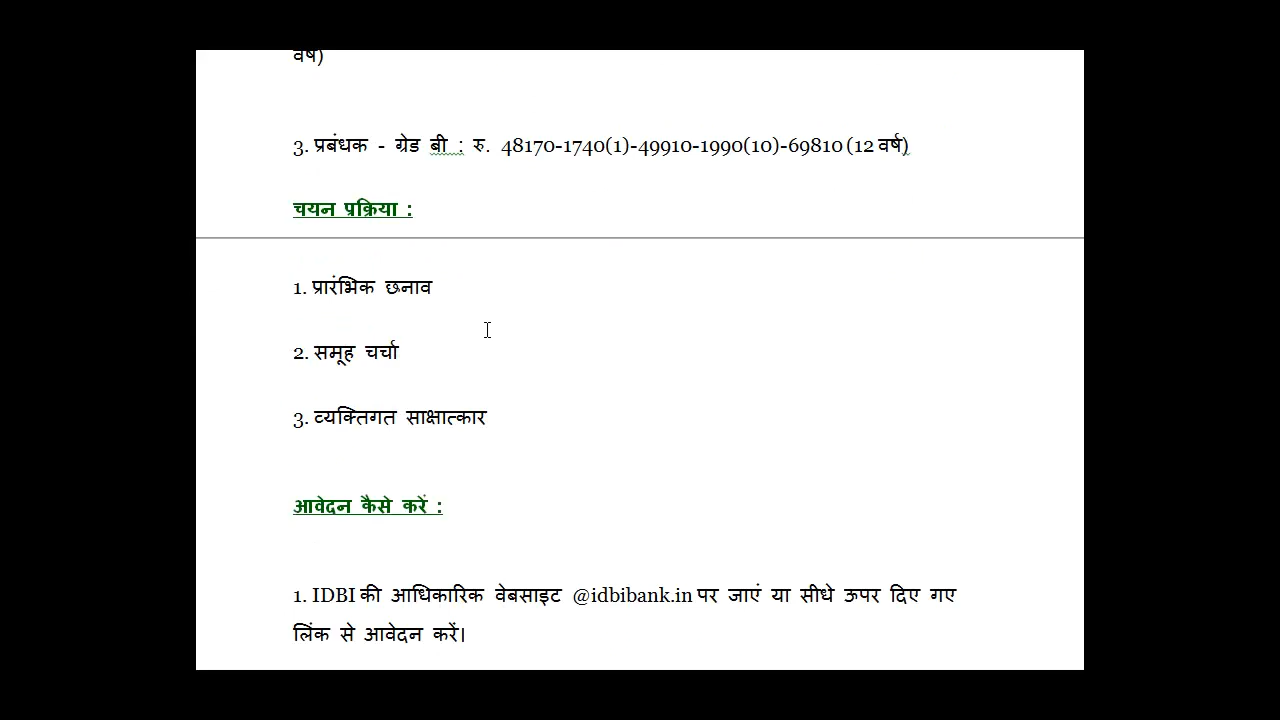 वर्ष)
3. प्रबंधक - ग्रेड बी : रु. 48170-1740(1)-49910-1990(10)-69810 (12 वर्ष)
चयन प्रक्रिया :
1. प्रारंभिक छनाव
2. समूह चर्चा
3. व्यक्तिगत साक्षात्कार
आवेदन कैसे करें :
1. IDBI की आधिकारिक वेबसाइट @idbibank.in पर जाएं या सीधे ऊपर दिए गए
लिंक से आवेदन करें।